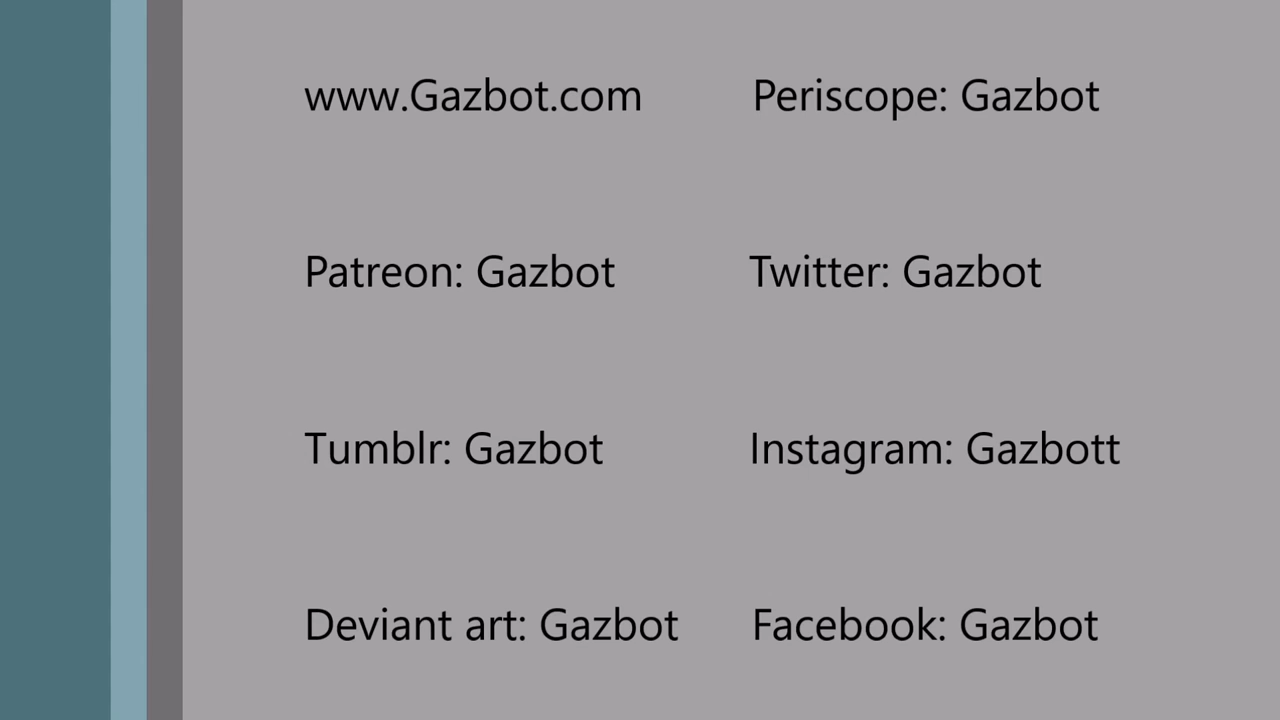 www.Gazbot.com
Periscope: Gazbot
Patreon: Gazbot
Twitter: Gazbot
Tumblr: Gazbot
Instagram: Gazbott
Deviant art: Gazbot
Facebook: Gazbot